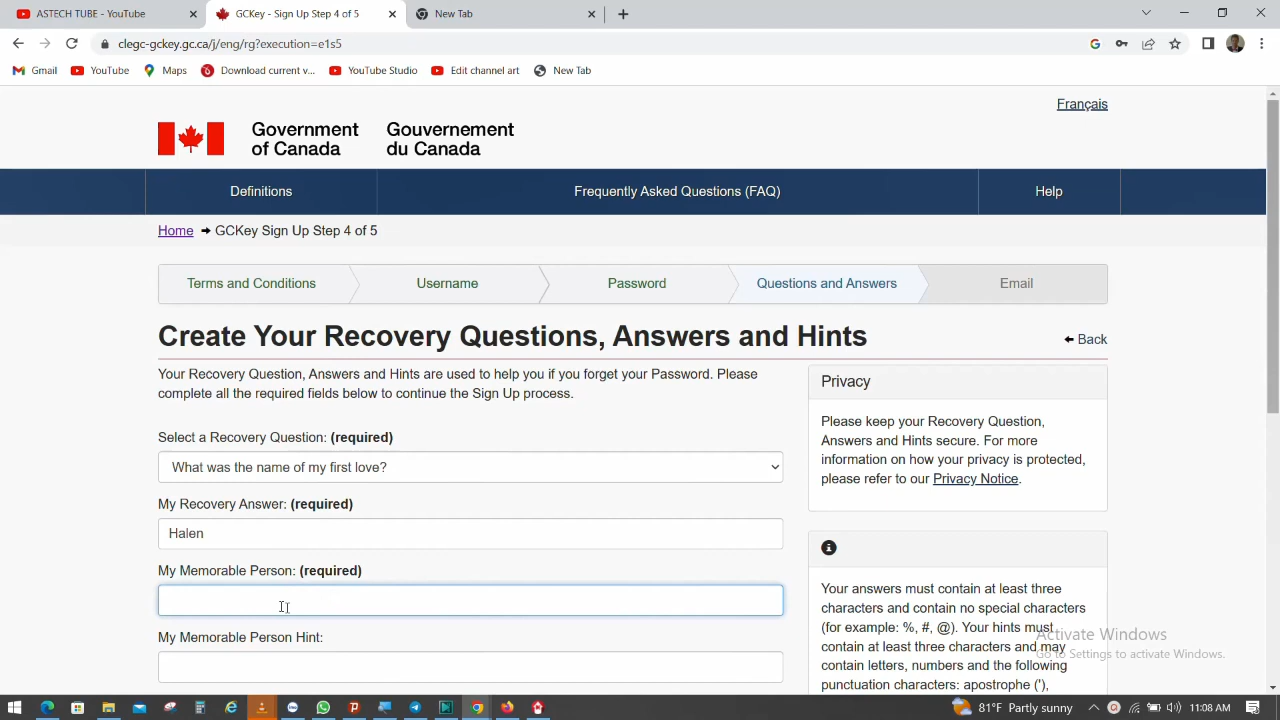 ASTECH TUBE - YouTube
GCKey - Sign Up Step 4 of 5
New Tab
clegc-gckey.gc.ca/j/eng/rg?execution=e1s5
Gmail
YouTube
Maps
Download current v...
YouTube Studio
Edit channel art
New Tab
Français
Government of Canada
Gouvernement du Canada
Definitions
Frequently Asked Questions (FAQ)
Help
Home → GCKey Sign Up Step 4 of 5
Terms and Conditions
Username
Password
Questions and Answers
Email
Create Your Recovery Questions, Answers and Hints
← Back
Your Recovery Question, Answers and Hints are used to help you if you forget your Password. Please
complete all the required fields below to continue the Sign Up process.
Select a Recovery Question: (required)
What was the name of my first love?
My Recovery Answer: (required)
Halen
My Memorable Person: (required)
My Memorable Person Hint:
Privacy
Please keep your Recovery Question,
Answers and Hints secure. For more
information on how your privacy is protected,
please refer to our Privacy Notice.
Your answers must contain at least three
characters and contain no special characters
(for example: %, #, @). Your hints must
contain at least three characters and may
contain letters, numbers and the following
punctuation characters: apostrophe ('),
Activate Windows
Go to Settings to activate Windows.
81°F Partly sunny
11:08 AM